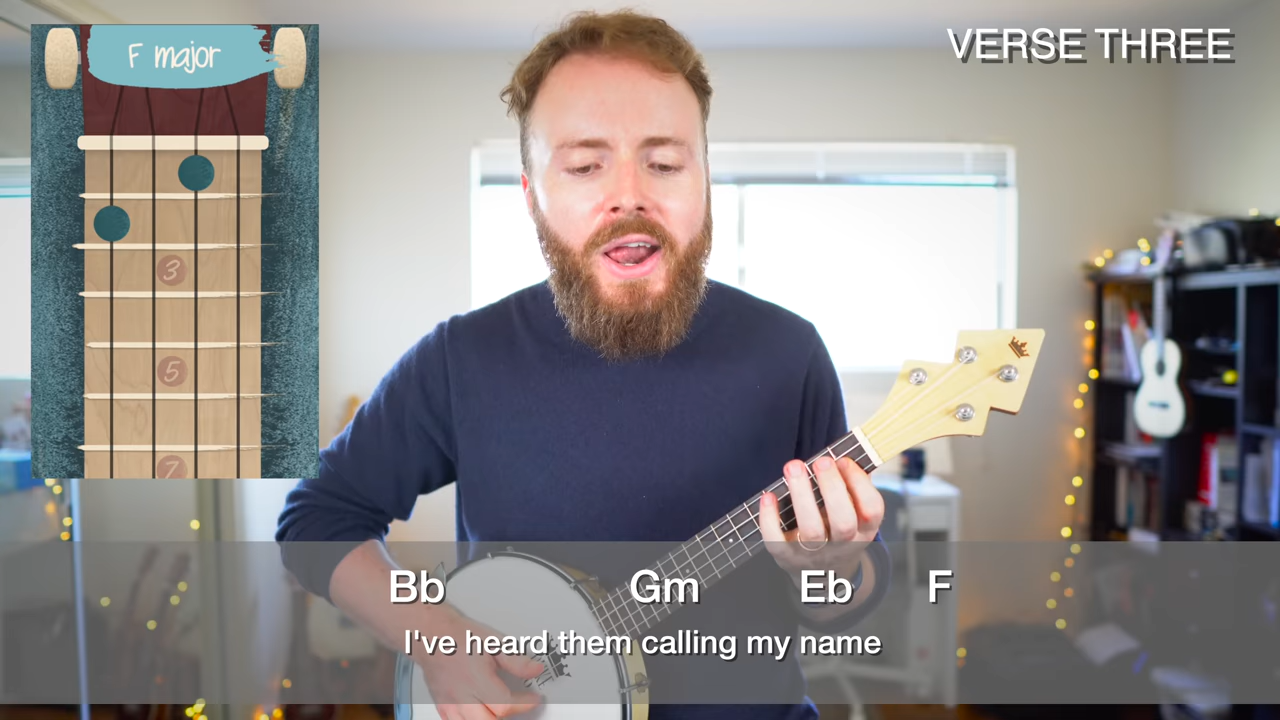 F major
VERSE THREE
3
5
7
Bb Gm Eb F
I've heard them calling my name